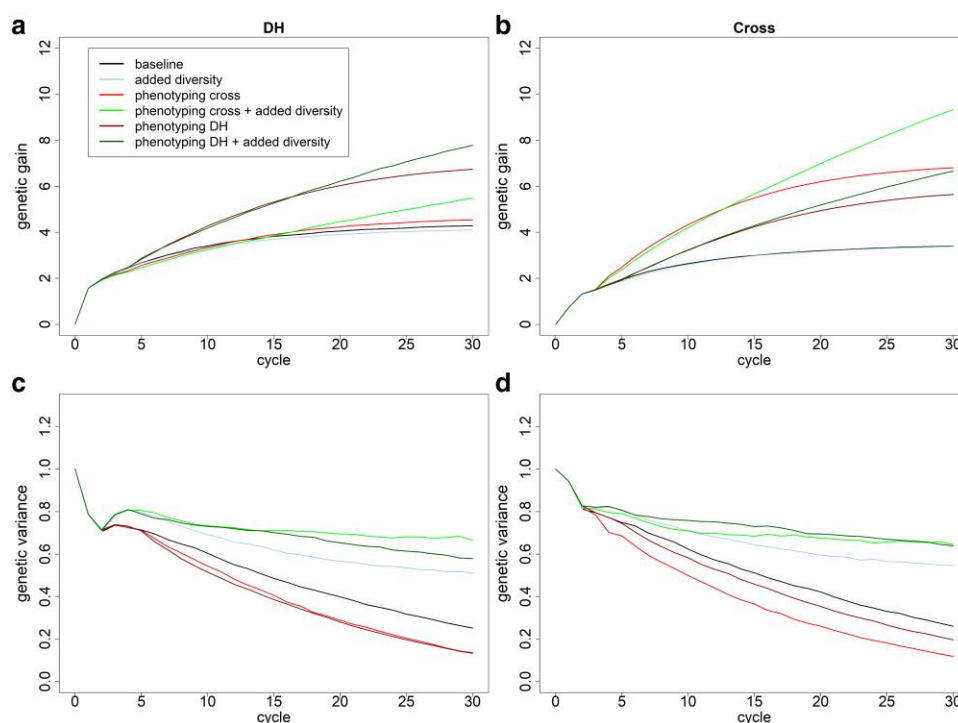 a
DH
b
Cross
12
10
8
6
4
2
0
genetic gain
baseline
added diversity
phenotyping cross
phenotyping cross + added diversity
phenotyping DH
phenotyping DH + added diversity
0 5 10 15 20 25 30
cycle
12
10
8
6
4
2
0
genetic gain
0 5 10 15 20 25 30
cycle
c
d
1.2
1.0
0.8
0.6
0.4
0.2
0.0
genetic variance
0 5 10 15 20 25 30
cycle
1.2
1.0
0.8
0.6
0.4
0.2
0.0
genetic variance
0 5 10 15 20 25 30
cycle